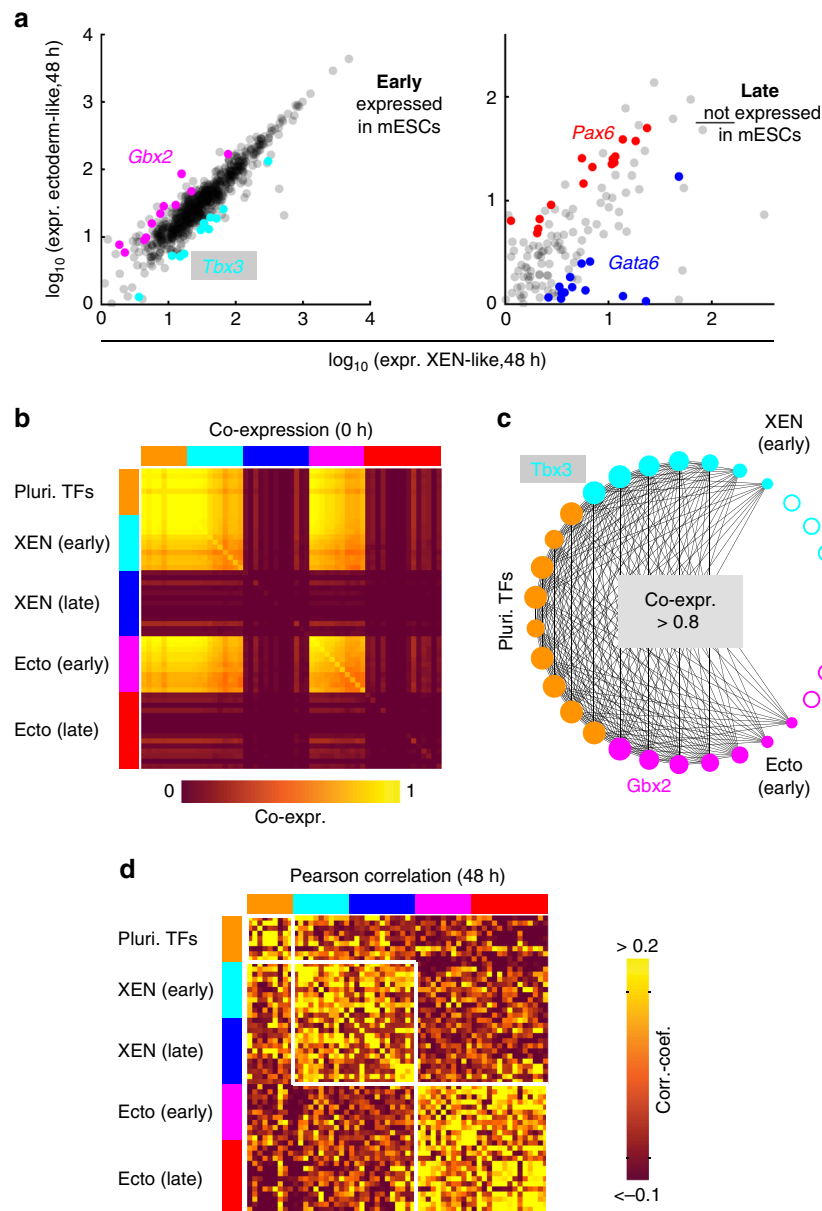 a
4
3
2
1
0
0
1
2
3
4
log10 (expr. ectoderm-like,48 h)
Gbx2
Tbx3
Early
expressed
in mESCs
2
1
0
0
1
2
Pax6
Gata6
Late
not expressed
in mESCs
log10 (expr. XEN-like,48 h)
b
Co-expression (0 h)
Pluri. TFs
XEN (early)
XEN (late)
Ecto (early)
Ecto (late)
0
1
Co-expr.
c
XEN
(early)
Tbx3
Pluri. TFs
Co-expr.
> 0.8
Gbx2
Ecto
(early)
d
Pearson correlation (48 h)
Pluri. TFs
XEN (early)
XEN (late)
Ecto (early)
Ecto (late)
> 0.2
Corr.-coef.
<–0.1